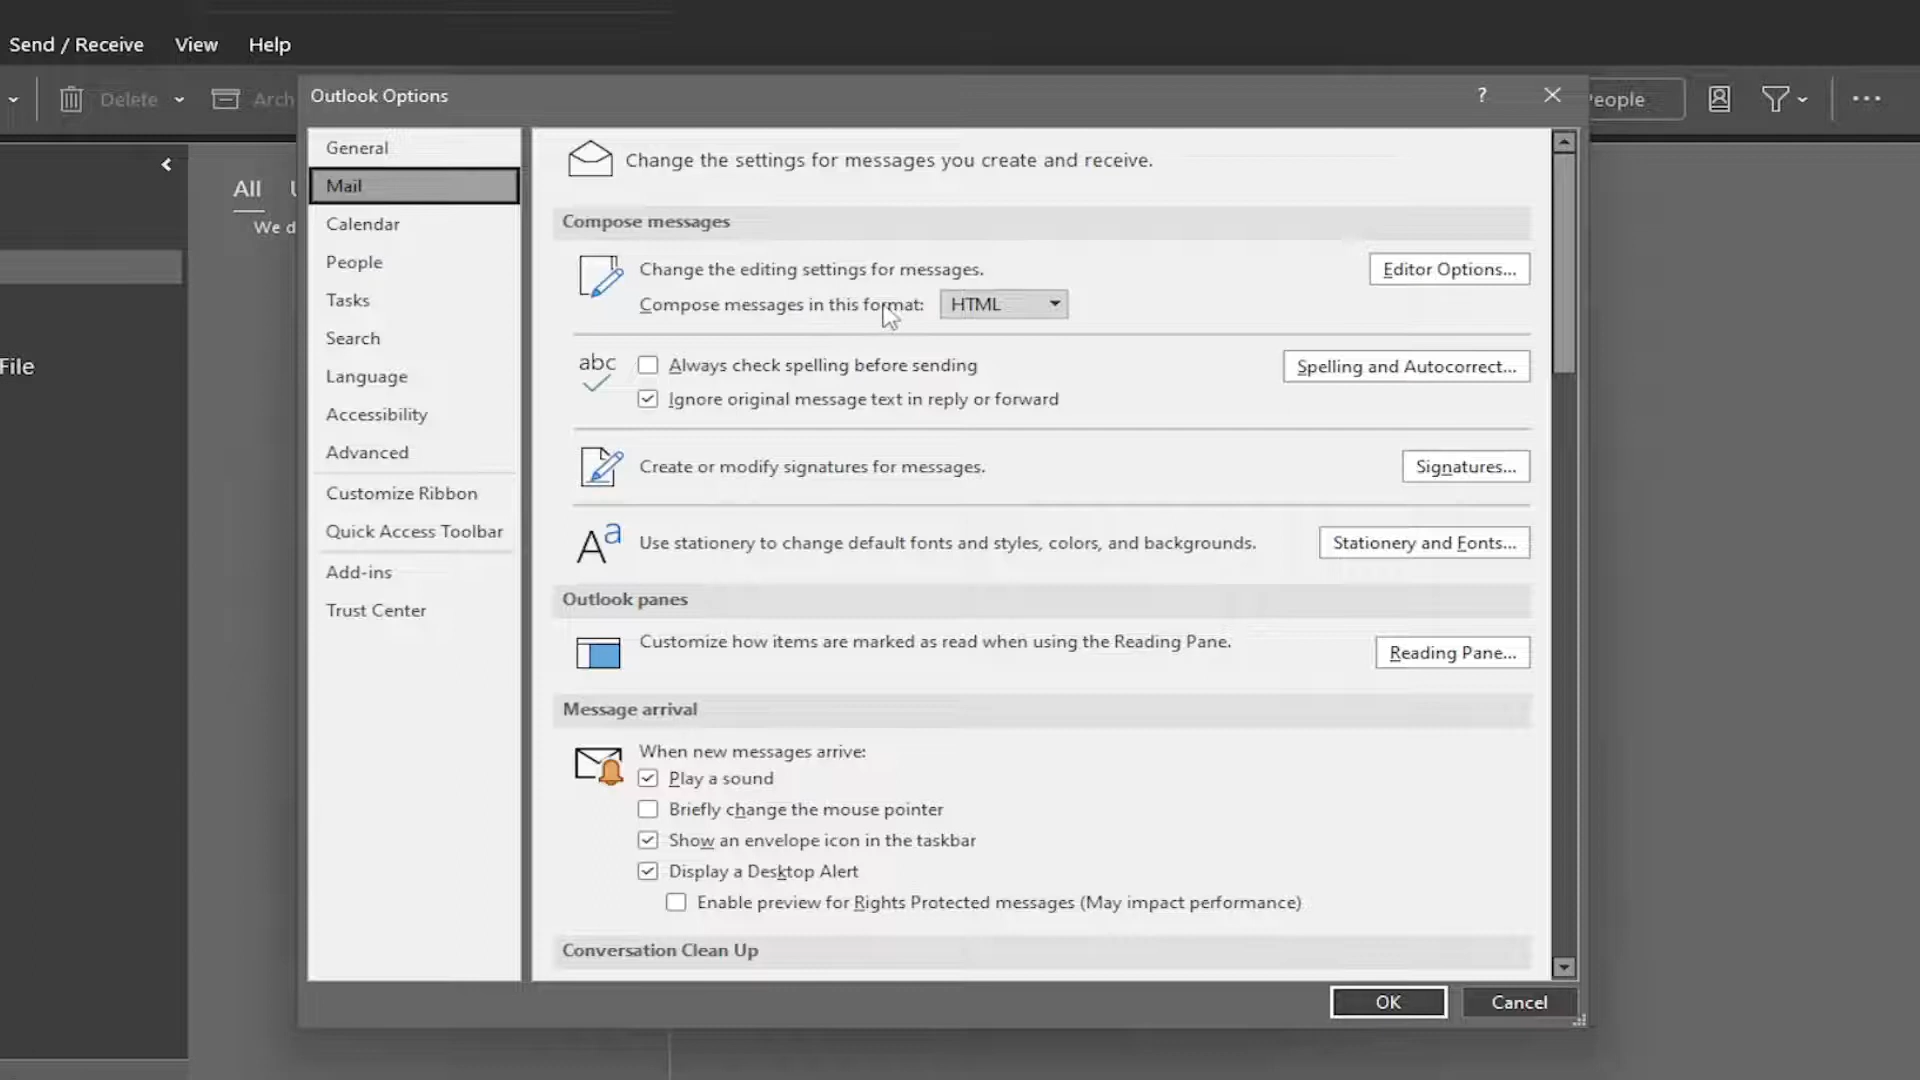 Send / Receive View Help
Delete Arch
Outlook Options
?
eople
General
Mail
Calendar
People
Tasks
Search
Language
Accessibility
Advanced
Customize Ribbon
Quick Access Toolbar
Add-ins
Trust Center
All
We d
File
Change the settings for messages you create and receive.
Compose messages
Change the editing settings for messages.
Editor Options...
Compose messages in this format: HTML
abc
Always check spelling before sending
Spelling and Autocorrect...
Ignore original message text in reply or forward
Create or modify signatures for messages.
Signatures...
Aa
Use stationery to change default fonts and styles, colors, and backgrounds.
Stationery and Fonts...
Outlook panes
Customize how items are marked as read when using the Reading Pane.
Reading Pane...
Message arrival
When new messages arrive:
Play a sound
Briefly change the mouse pointer
Show an envelope icon in the taskbar
Display a Desktop Alert
Enable preview for Rights Protected messages (May impact performance)
Conversation Clean Up
OK
Cancel